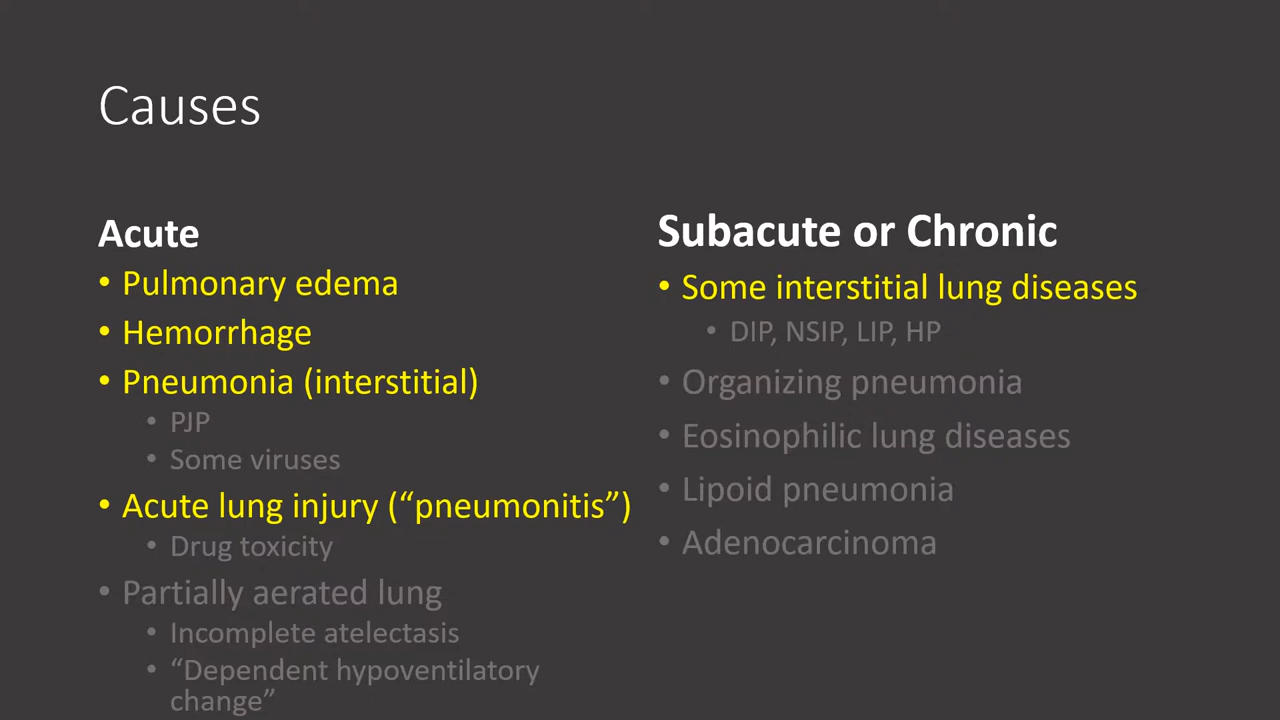 Causes
Acute
• Pulmonary edema
• Hemorrhage
• Pneumonia (interstitial)
• PJP
• Some viruses
• Acute lung injury (“pneumonitis”)
• Drug toxicity
• Partially aerated lung
• Incomplete atelectasis
• “Dependent hypoventilatory
change”
Subacute or Chronic
• Some interstitial lung diseases
• DIP, NSIP, LIP, HP
• Organizing pneumonia
• Eosinophilic lung diseases
• Lipoid pneumonia
• Adenocarcinoma